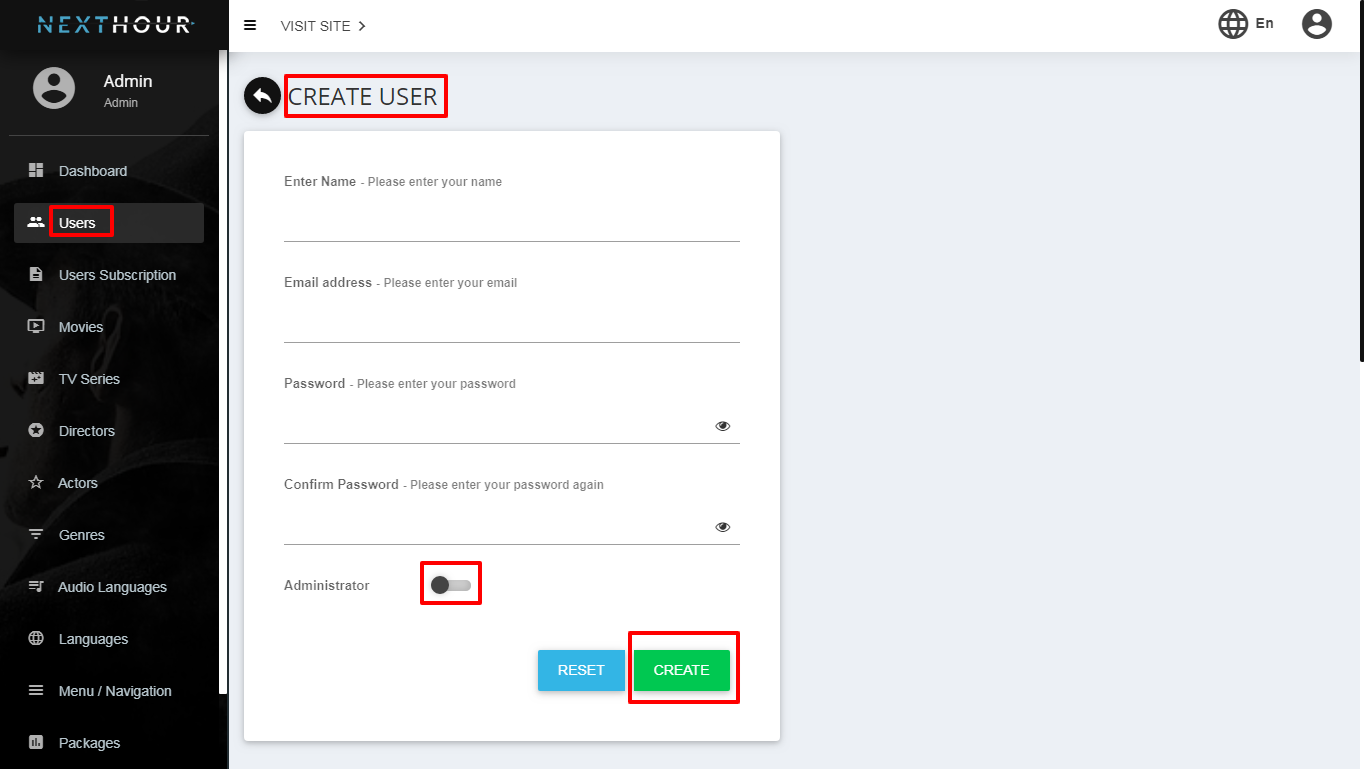 NEXTHOUR
VISIT SITE
En
Admin
Admin
Dashboard
Users
Users Subscription
Movies
TV Series
Directors
Actors
Genres
Audio Languages
Languages
Menu / Navigation
Packages
CREATE USER
Enter Name - Please enter your name
Email address - Please enter your email
Password - Please enter your password
Confirm Password - Please enter your password again
Administrator
RESET
CREATE